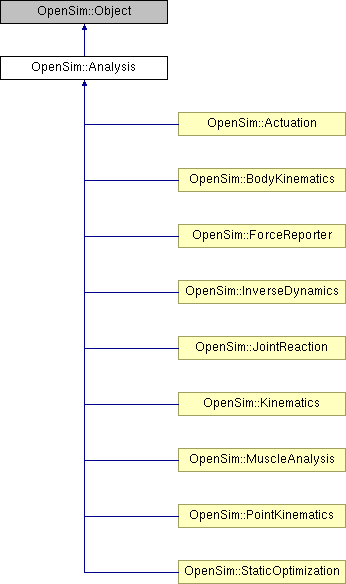 OpenSim::Object
OpenSim::Analysis
OpenSim::Actuation
OpenSim::BodyKinematics
OpenSim::ForceReporter
OpenSim::InverseDynamics
OpenSim::JointReaction
OpenSim::Kinematics
OpenSim::MuscleAnalysis
OpenSim::PointKinematics
OpenSim::StaticOptimization